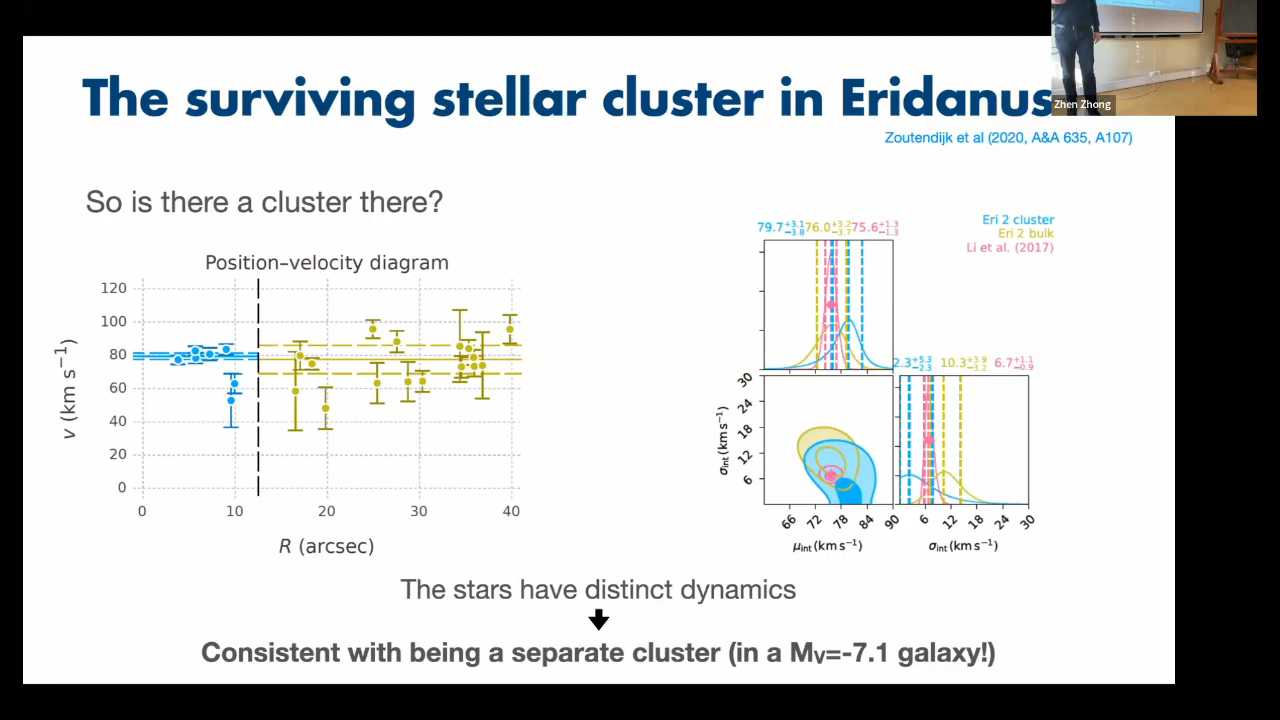 The surviving stellar cluster in Eridanus
Zhen Zhong
Zoutendijk et al (2020, A&A 635, A107)
So is there a cluster there?
Position–velocity diagram
120
100
80
60
40
20
0
v (km s⁻¹)
0 10 20 30 40
R (arcsec)
79.7+3.1−3.8 76.0+3.2−3.7 75.6+1.3−1.3
Eri 2 cluster
Eri 2 bulk
Li et al. (2017)
2.3+5.3−2.3 10.3+3.9−3.2 6.7+1.1−0.9
30
24
18
12
6
σint(km s⁻¹)
66 72 78 84 90
6 12 18 24 30
μint(km s⁻¹)
σint(km s⁻¹)
The stars have distinct dynamics
Consistent with being a separate cluster (in a MV=-7.1 galaxy!)